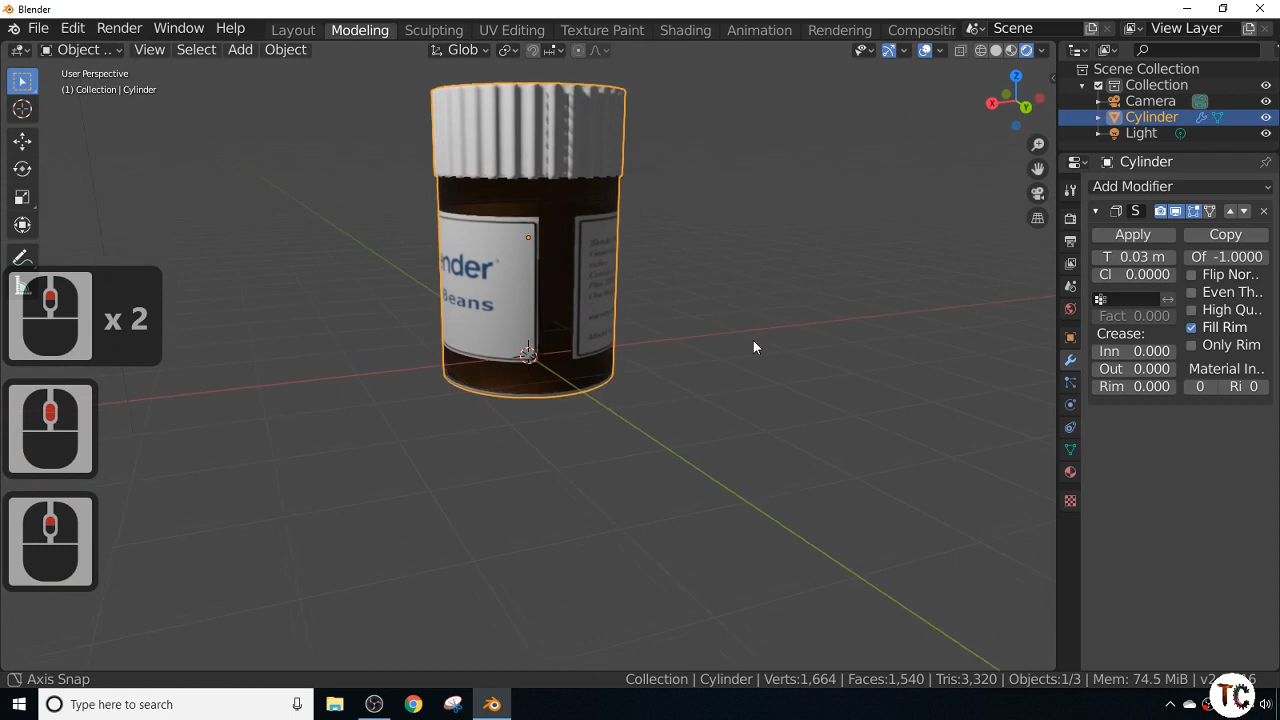 Blender
File Edit Render Window Help Layout Modeling Sculpting UV Editing Texture Paint Shading Animation Rendering Compositin Scene View Layer
Object .. View Select Add Object Glob
User Perspective
(1) Collection | Cylinder
Scene Collection
Collection
Camera
Cylinder
Light
Cylinder
Add Modifier
S
Apply Copy
T 0.03 m Of -1.0000
Cl 0.0000 Flip Nor..
Even Th..
Fact 0.000 High Qu..
Crease: Fill Rim
Inn 0.000 Only Rim
Out 0.000 Material In..
Rim 0.000 0 Ri 0
X Y Z
x 2
nder
Beans
Axis Snap
Collection | Cylinder | Verts:1,664 | Faces:1,540 | Tris:3,320 | Objects:1/3 | Mem: 74.5 MiB
Type here to search
TC